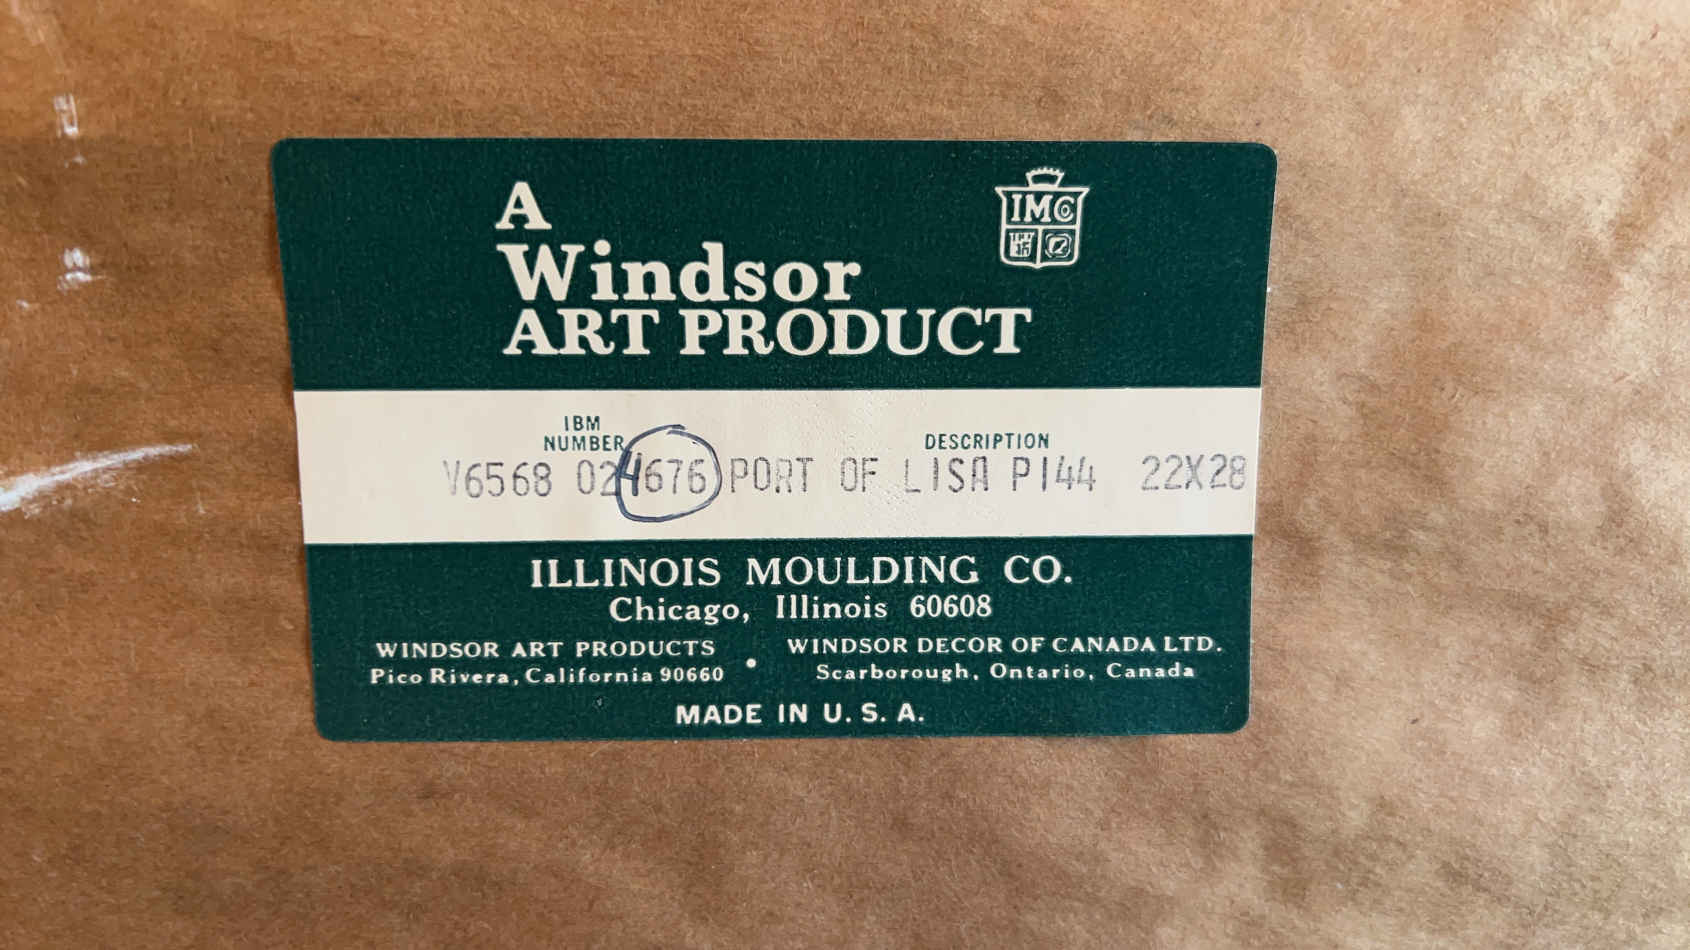 A
IMCO
Windsor
ART PRODUCT
IBM
NUMBER
DESCRIPTION
V6568 024676 PORT OF LISA P144 22X28
ILLINOIS MOULDING CO.
Chicago, Illinois 60608
WINDSOR ART PRODUCTS • WINDSOR DECOR OF CANADA LTD.
Pico Rivera, California 90660 Scarborough, Ontario, Canada
MADE IN U. S. A.